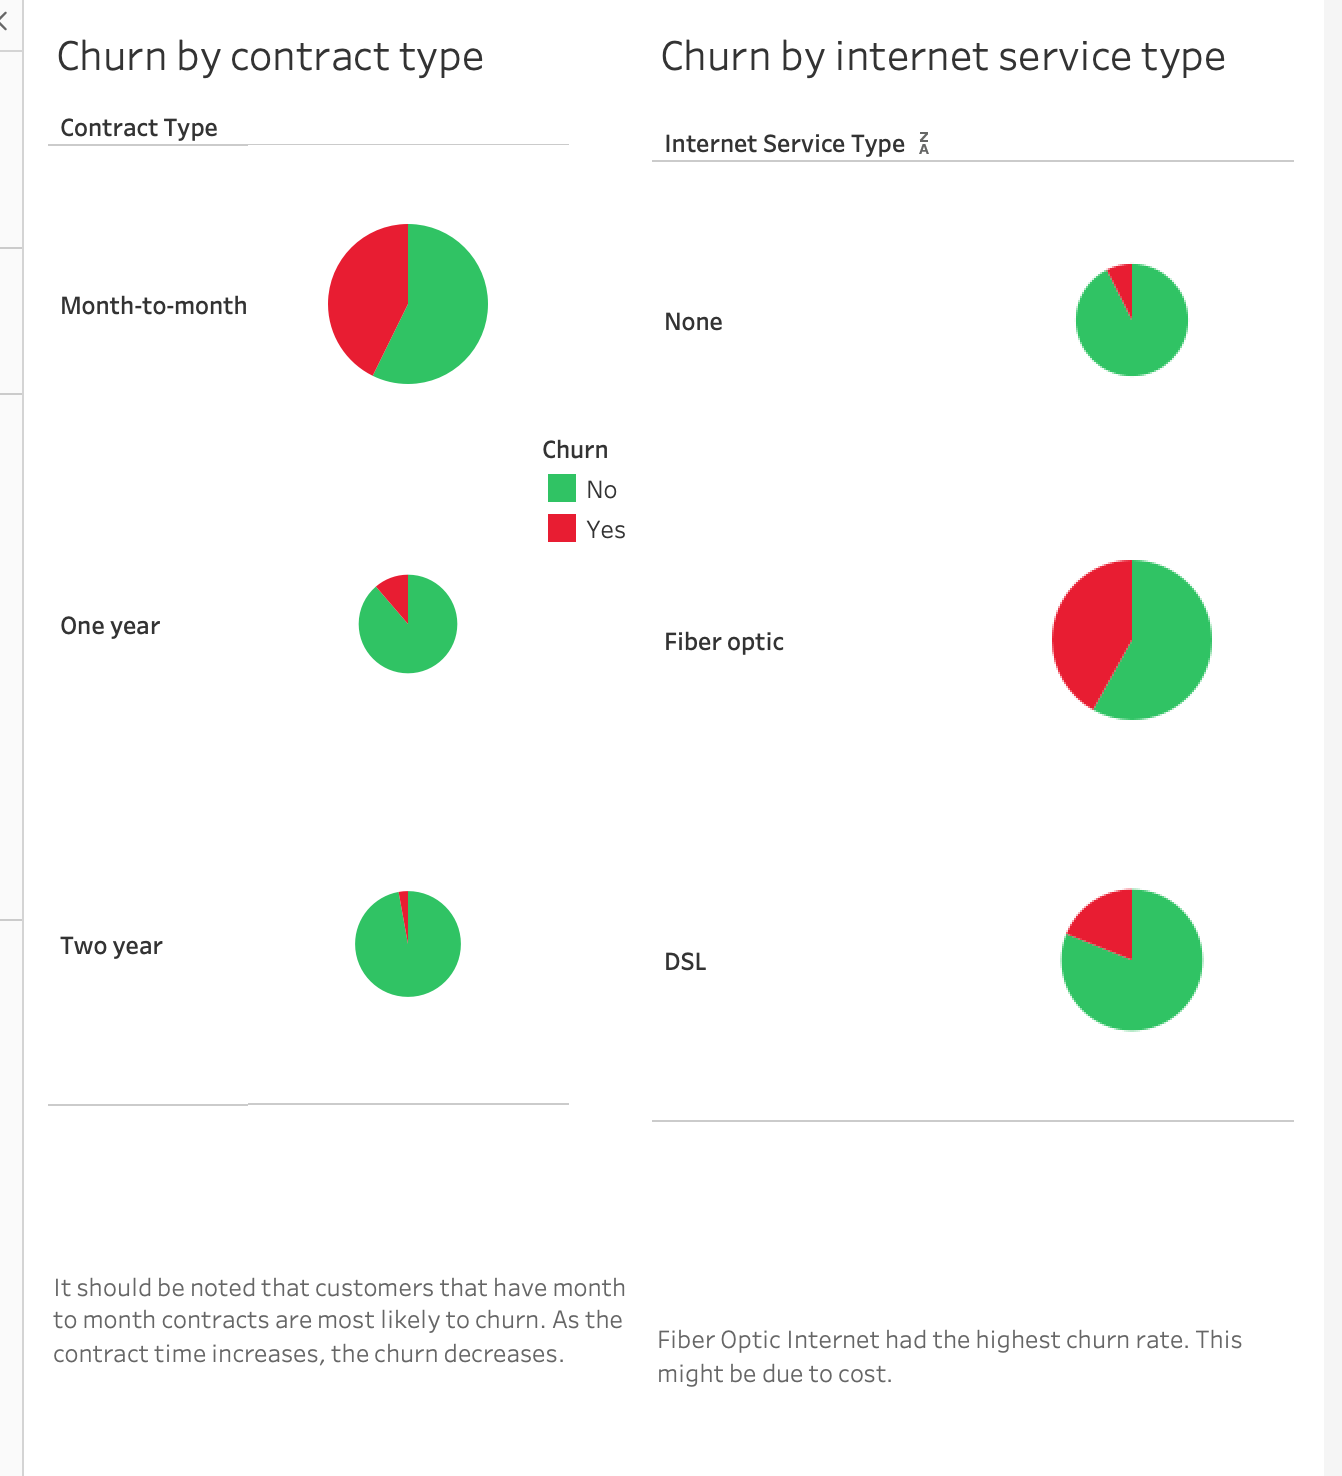 Churn by contract type
Contract Type
Month-to-month
One year
Two year
Churn
No
Yes
It should be noted that customers that have month
to month contracts are most likely to churn. As the
contract time increases, the churn decreases.
Churn by internet service type
Internet Service Type
Z
A
None
Fiber optic
DSL
Fiber Optic Internet had the highest churn rate. This
might be due to cost.